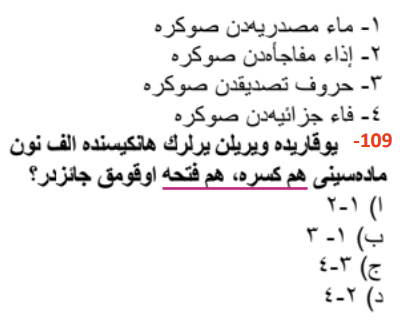 ١- ماء مصدريه‌دن صوكره
٢- إذاء مفاجأه‌دن صوكره
٣- حروف تصديقدن صوكره
٤- فاء جزائيه‌دن صوكره
109- يوقاريده ويريلن يرلرك هانكيسنده الف نون
ماده‌سينى هم كسره، هم فتحه اوقومق جائزدر؟
ا) ١-٢
ب) ١- ٣
ج) ٣-٤
د) ٢-٤